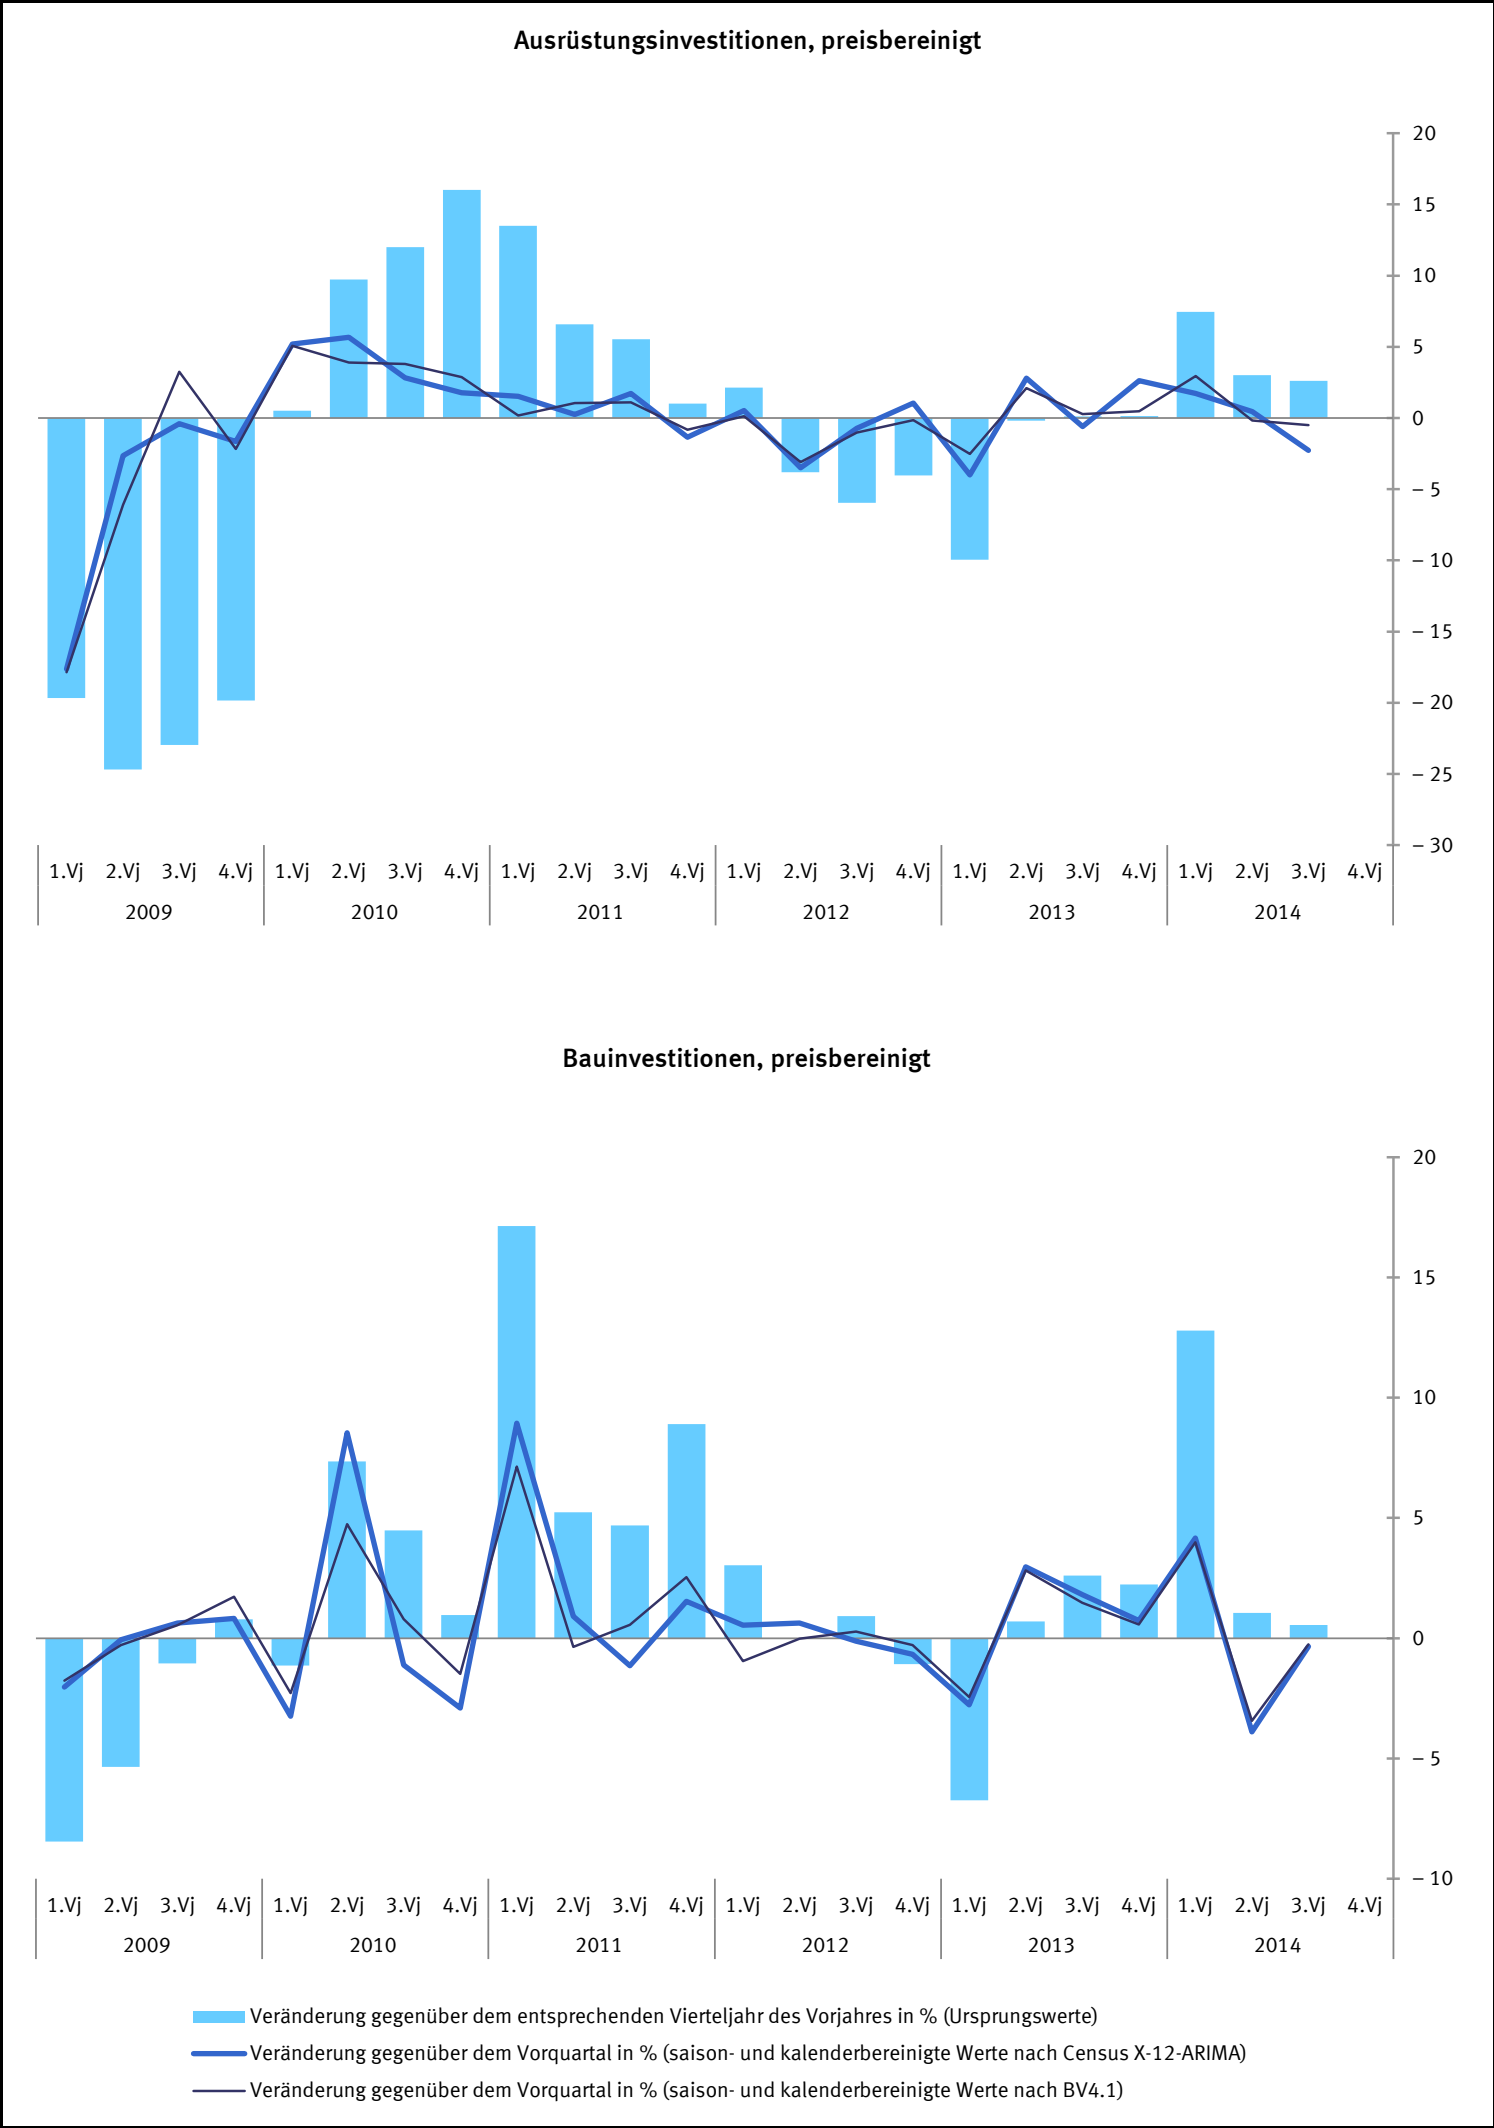 Ausrüstungsinvestitionen, preisbereinigt
20
15
10
5
0
– 5
– 10
– 15
– 20
– 25
– 30
1.Vj 2.Vj 3.Vj 4.Vj 1.Vj 2.Vj 3.Vj 4.Vj 1.Vj 2.Vj 3.Vj 4.Vj 1.Vj 2.Vj 3.Vj 4.Vj 1.Vj 2.Vj 3.Vj 4.Vj 1.Vj 2.Vj 3.Vj 4.Vj
2009 2010 2011 2012 2013 2014
Bauinvestitionen, preisbereinigt
20
15
10
5
0
– 5
– 10
1.Vj 2.Vj 3.Vj 4.Vj 1.Vj 2.Vj 3.Vj 4.Vj 1.Vj 2.Vj 3.Vj 4.Vj 1.Vj 2.Vj 3.Vj 4.Vj 1.Vj 2.Vj 3.Vj 4.Vj 1.Vj 2.Vj 3.Vj 4.Vj
2009 2010 2011 2012 2013 2014
Veränderung gegenüber dem entsprechenden Vierteljahr des Vorjahres in % (Ursprungswerte)
Veränderung gegenüber dem Vorquartal in % (saison- und kalenderbereinigte Werte nach Census X-12-ARIMA)
Veränderung gegenüber dem Vorquartal in % (saison- und kalenderbereinigte Werte nach BV4.1)